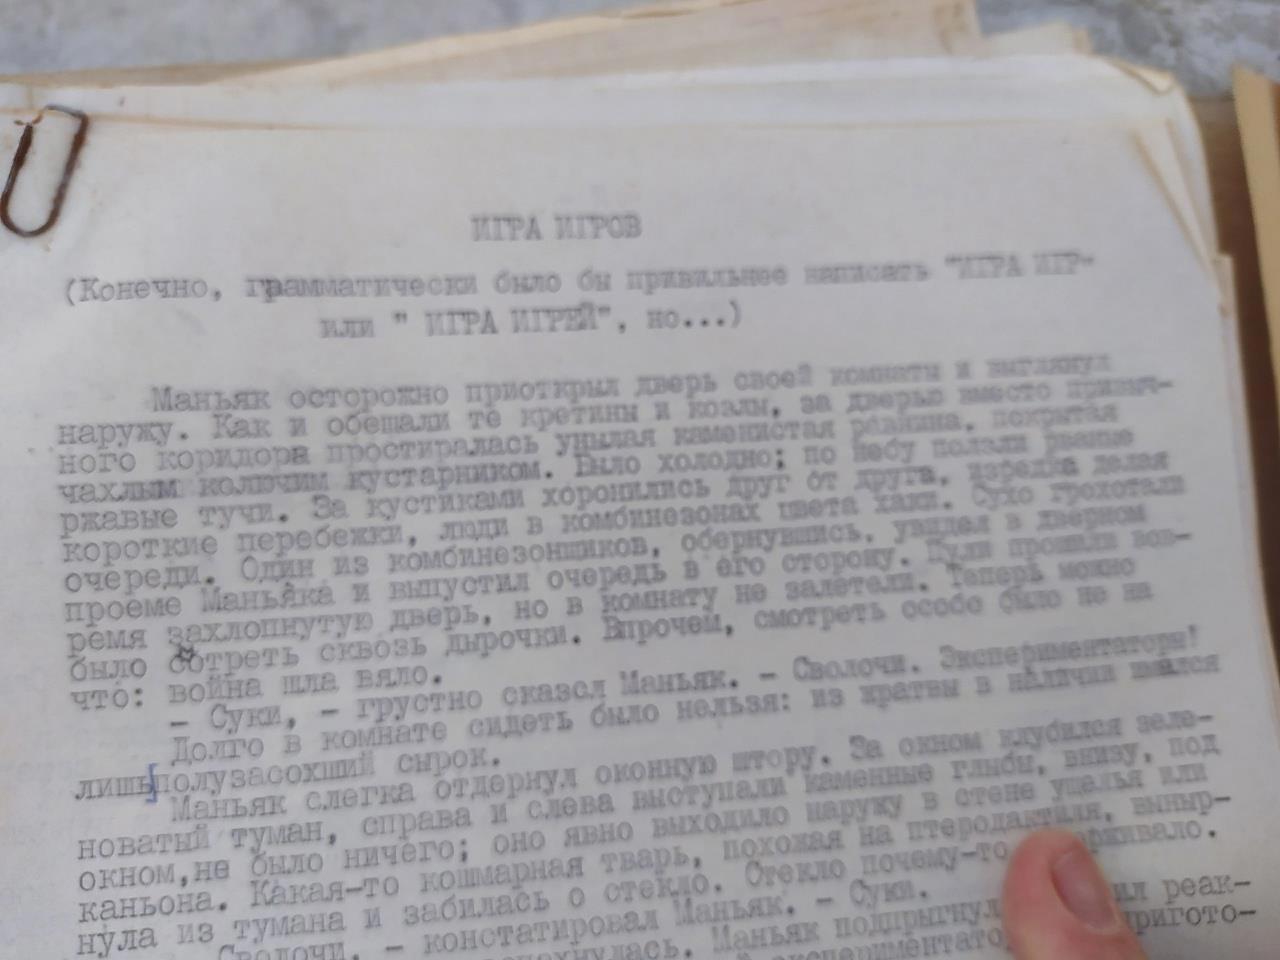 ИГРА ИГРОВ
(Конечно, грамматически было бы привильнее написать "ИГРА ИГР"
или " ИГРА ИГРЕЙ", но...)
Маньяк осторожно приоткрыл дверь своей комнаты и выглянул
наружу. Как и обещали те кретины и козлы, за дверью вместо привыч-
ного коридора простиралась унылая каменистая равнина, покрытая
чахлым колючим кустарником. Было холодно; по небу ползли рваные
ржавые тучи. За кустиками хоронились друг от друга, изредка делая
короткие перебежки, люди в комбинезонах цвета хаки. Сухо грохотали
очереди. Один из комбинезонщиков, обернувшись, увидел в дверном
проеме Маньяка и выпустил очередь в его сторону. Пули прошили вов-
ремя захлопнутую дверь, но в комнату не залетели. Теперь можно
было смотреть сквозь дырочки. Впрочем, смотреть особо было не на
что: война шла вяло.
- Суки, - грустно сказал Маньяк. - Сволочи. Экспериментаторы!
Долго в комнате сидеть было нельзя: из жратвы в наличии имелся
лишь полузасохший сырок.
Маньяк слегка отдернул оконную штору. За окном клубился зеле-
новатый туман, справа и слева выступали каменные глыбы, внизу, под
окном,не было ничего; оно явно выходило наружу в стене ущелья или
каньона. Какая-то кошмарная тварь, похожая на птеродактиля, выныр-
нула из тумана и забилась о стекло. Стекло почему-то
Сволочи, - констатировал Маньяк. - Суки.
Маньяк подпрыгнул реак-